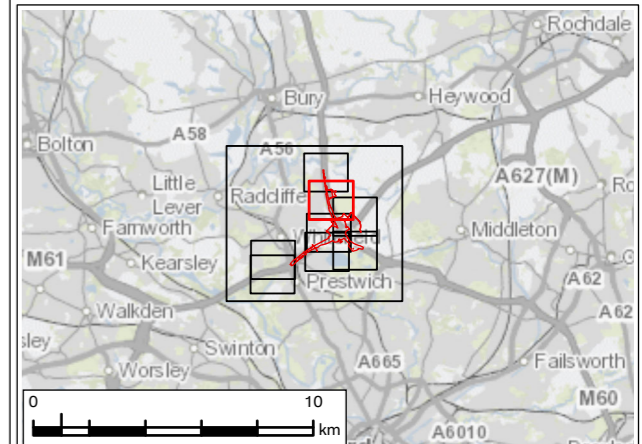 Rochdale
Bury
Heywood
Bolton
A58
A56
A627(M)
Little
Lever
Radcliffe
Farnworth
Middleton
M61
Kearsley
A62
Prestwich
Walkden
A62
Swinton
A665
Failsworth
Worsley
M60
0
10
km
A6010